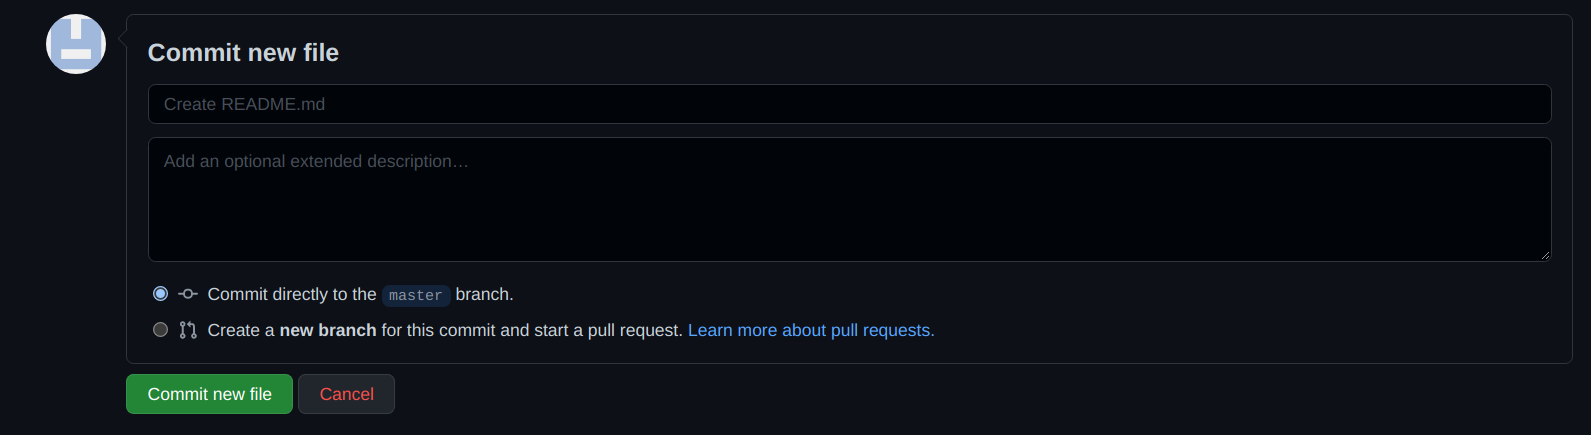 Commit new file
Create README.md
Add an optional extended description…
Commit directly to the master branch.
Create a new branch for this commit and start a pull request. Learn more about pull requests.
Commit new file Cancel